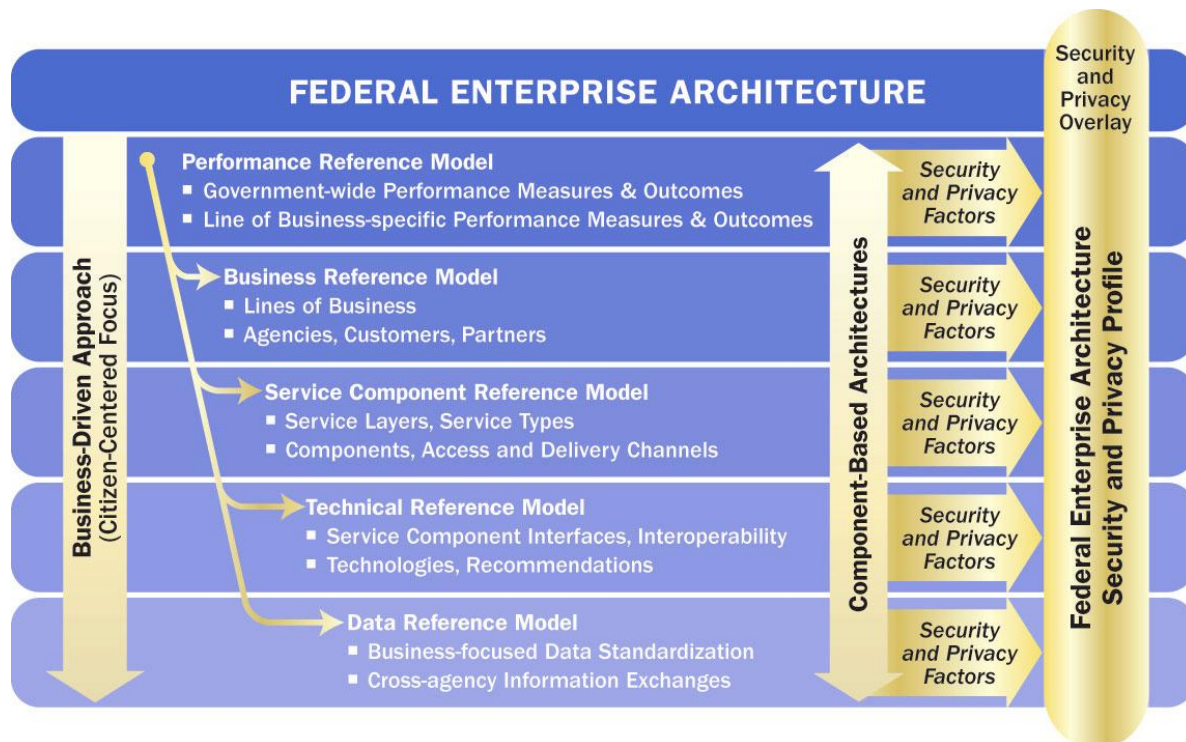 FEDERAL ENTERPRISE ARCHITECTURE
Security
and
Privacy
Overlay
Business-Driven Approach
(Citizen-Centered Focus)
Performance Reference Model
■ Government-wide Performance Measures & Outcomes
■ Line of Business-specific Performance Measures & Outcomes
Business Reference Model
■ Lines of Business
■ Agencies, Customers, Partners
Service Component Reference Model
■ Service Layers, Service Types
■ Components, Access and Delivery Channels
Technical Reference Model
■ Service Component Interfaces, Interoperability
■ Technologies, Recommendations
Data Reference Model
■ Business-focused Data Standardization
■ Cross-agency Information Exchanges
Component-Based Architectures
Security
and Privacy
Factors
Security
and Privacy
Factors
Security
and Privacy
Factors
Security
and Privacy
Factors
Security
and Privacy
Factors
Federal Enterprise Architecture
Security and Privacy Profile